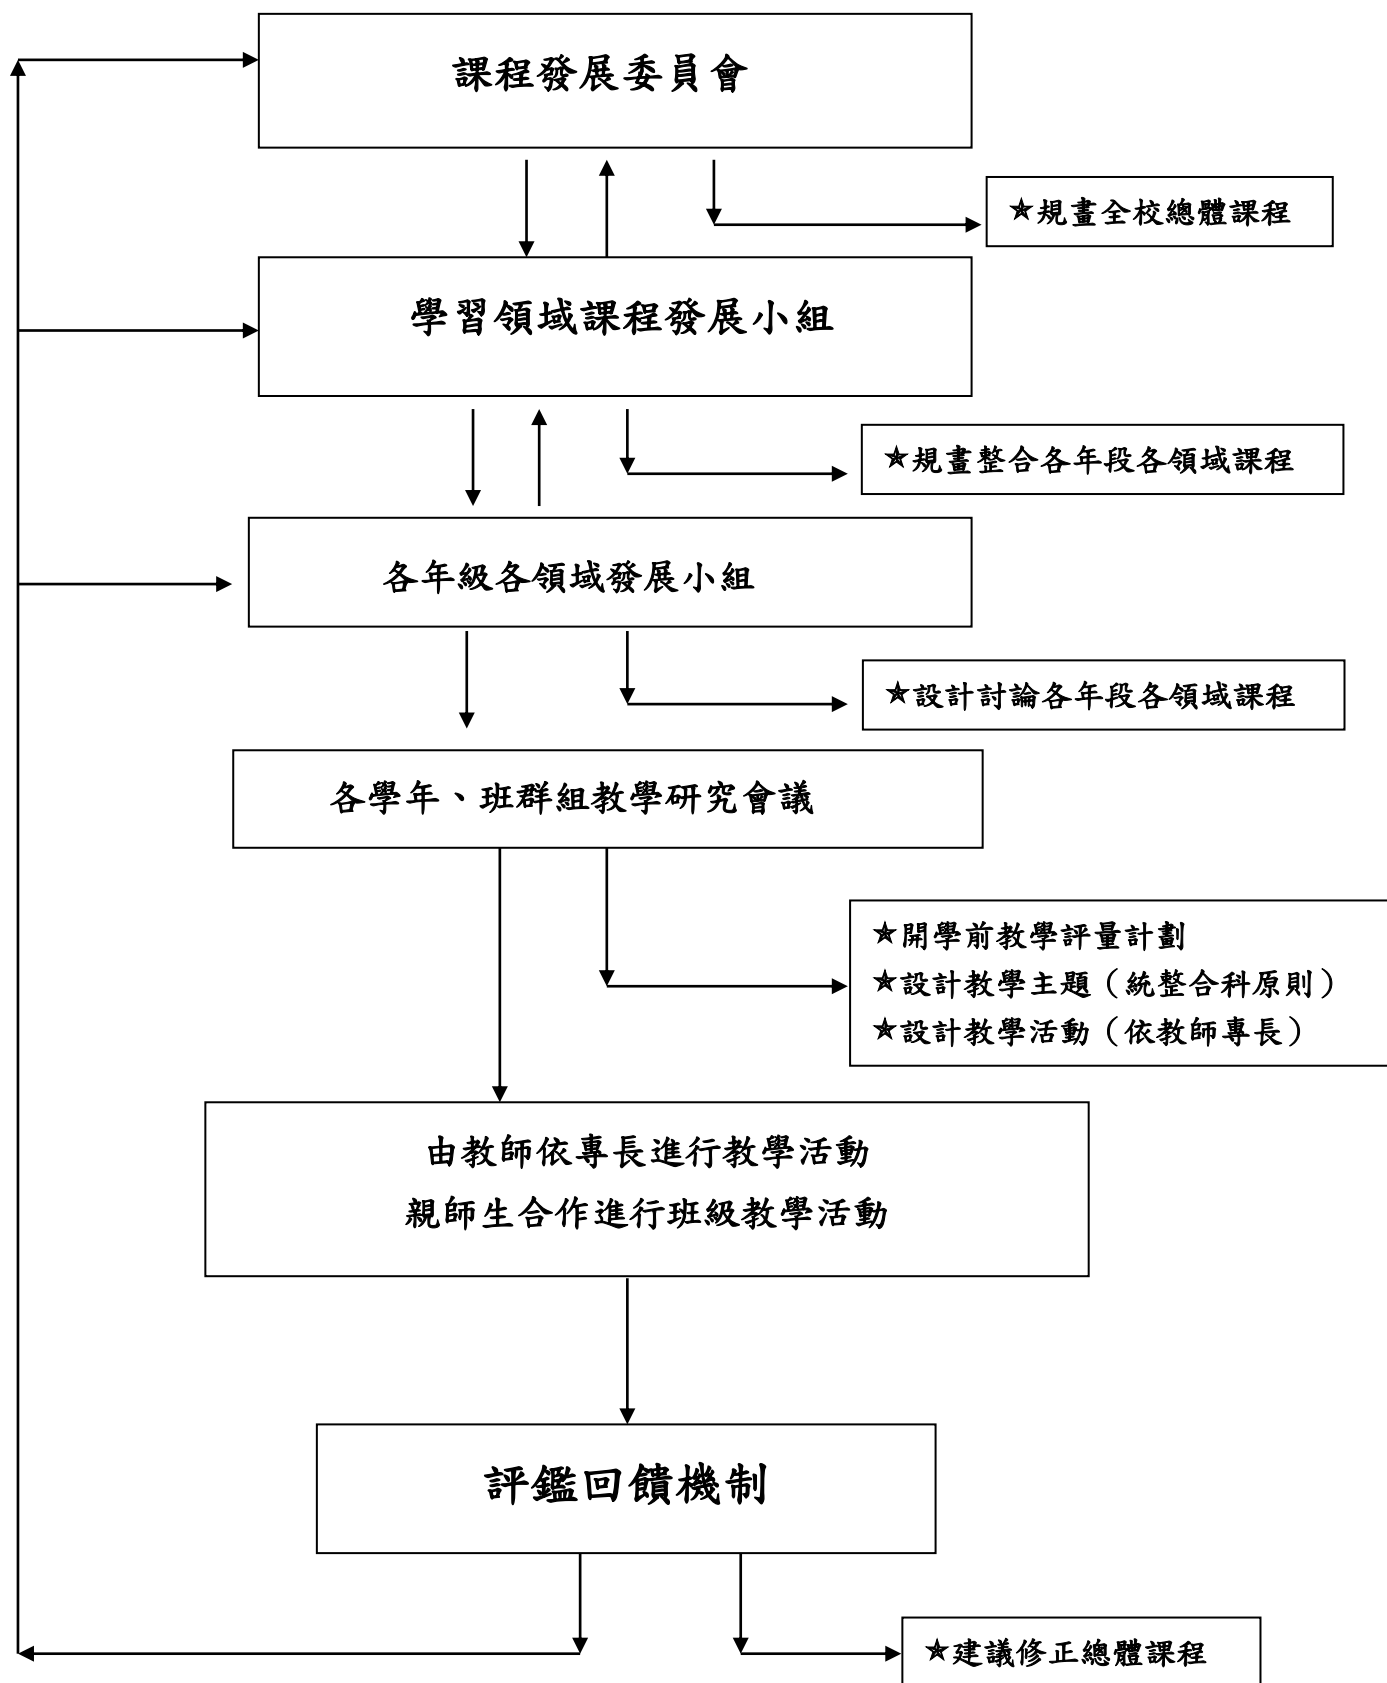 課程發展委員會
★規畫全校總體課程
學習領域課程發展小組
★規畫整合各年段各領域課程
各年級各領域發展小組
★設計討論各年段各領域課程
各學年、班群組教學研究會議
★開學前教學評量計劃
★設計教學主題（統整合科原則）
★設計教學活動（依教師專長）
由教師依專長進行教學活動
親師生合作進行班級教學活動
評鑑回饋機制
★建議修正總體課程